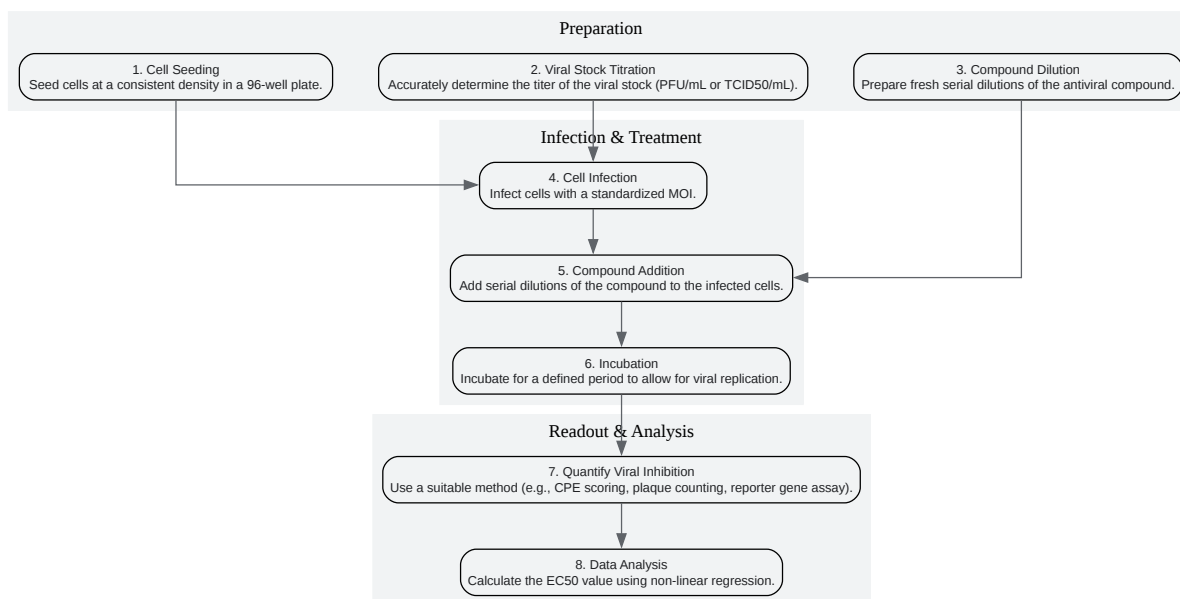 Preparation
1. Cell Seeding
Seed cells at a consistent density in a 96-well plate.
2. Viral Stock Titration
Accurately determine the titer of the viral stock (PFU/mL or TCID50/mL).
3. Compound Dilution
Prepare fresh serial dilutions of the antiviral compound.
Infection & Treatment
4. Cell Infection
Infect cells with a standardized MOI.
5. Compound Addition
Add serial dilutions of the compound to the infected cells.
6. Incubation
Incubate for a defined period to allow for viral replication.
Readout & Analysis
7. Quantify Viral Inhibition
Use a suitable method (e.g., CPE scoring, plaque counting, reporter gene assay).
8. Data Analysis
Calculate the EC50 value using non-linear regression.